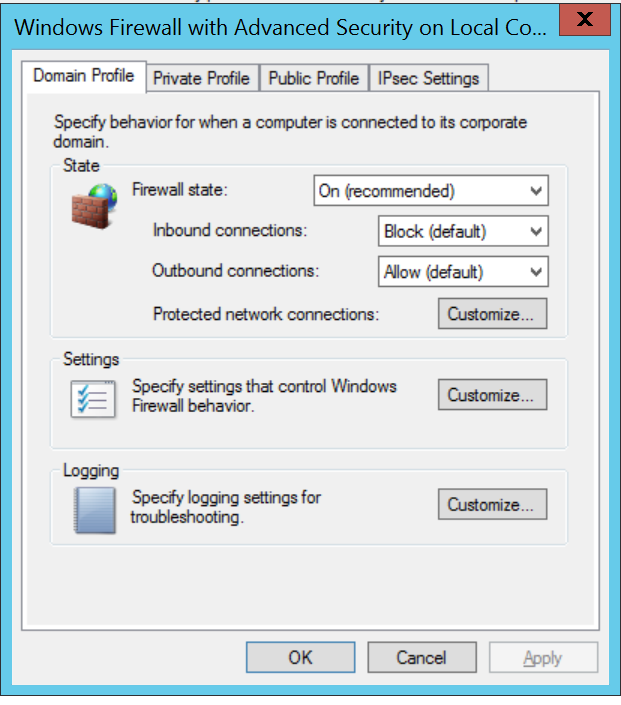 Windows Firewall with Advanced Security on Local Co...
Domain Profile
Private Profile
Public Profile
IPsec Settings
Specify behavior for when a computer is connected to its corporate
domain.
State
Firewall state:
On (recommended)
Inbound connections:
Block (default)
Outbound connections:
Allow (default)
Protected network connections:
Customize...
Settings
Specify settings that control Windows
Firewall behavior.
Customize...
Logging
Specify logging settings for
troubleshooting.
Customize...
OK
Cancel
Apply